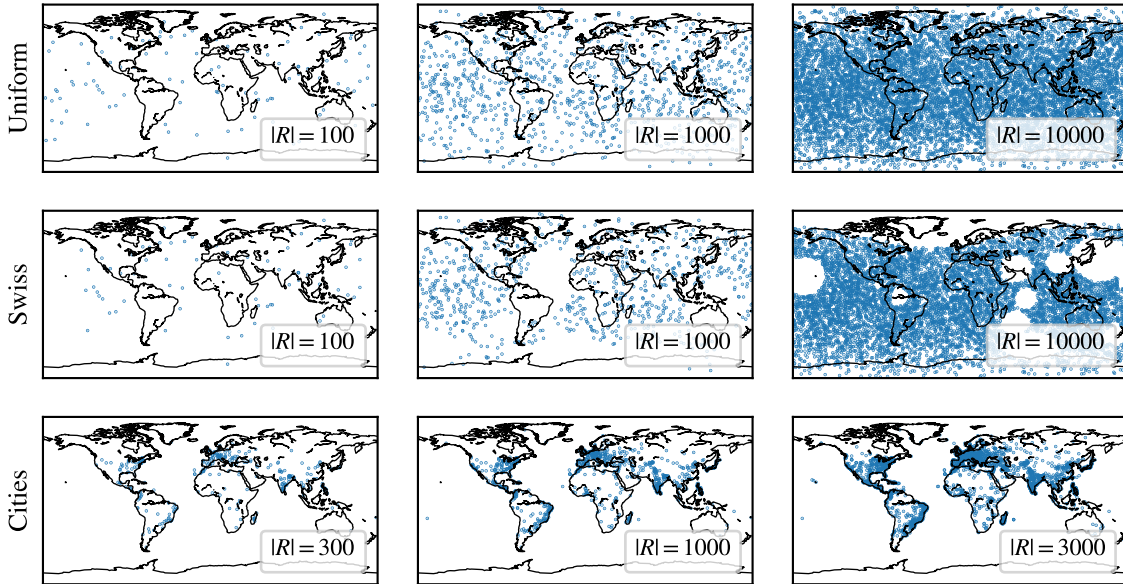 Uniform
|R| = 100
|R| = 1000
|R| = 10000
Swiss
|R| = 100
|R| = 1000
|R| = 10000
Cities
|R| = 300
|R| = 1000
|R| = 3000